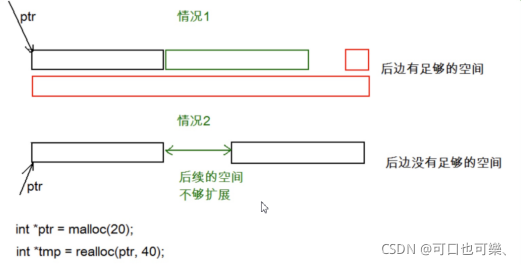 ptr
情况1
后边有足够的空间
情况2
后边没有足够的空间
ptr
后续的空间
不够扩展
int *ptr = malloc(20);
int *tmp = realloc(ptr, 40);
CSDN @可口也可樂、